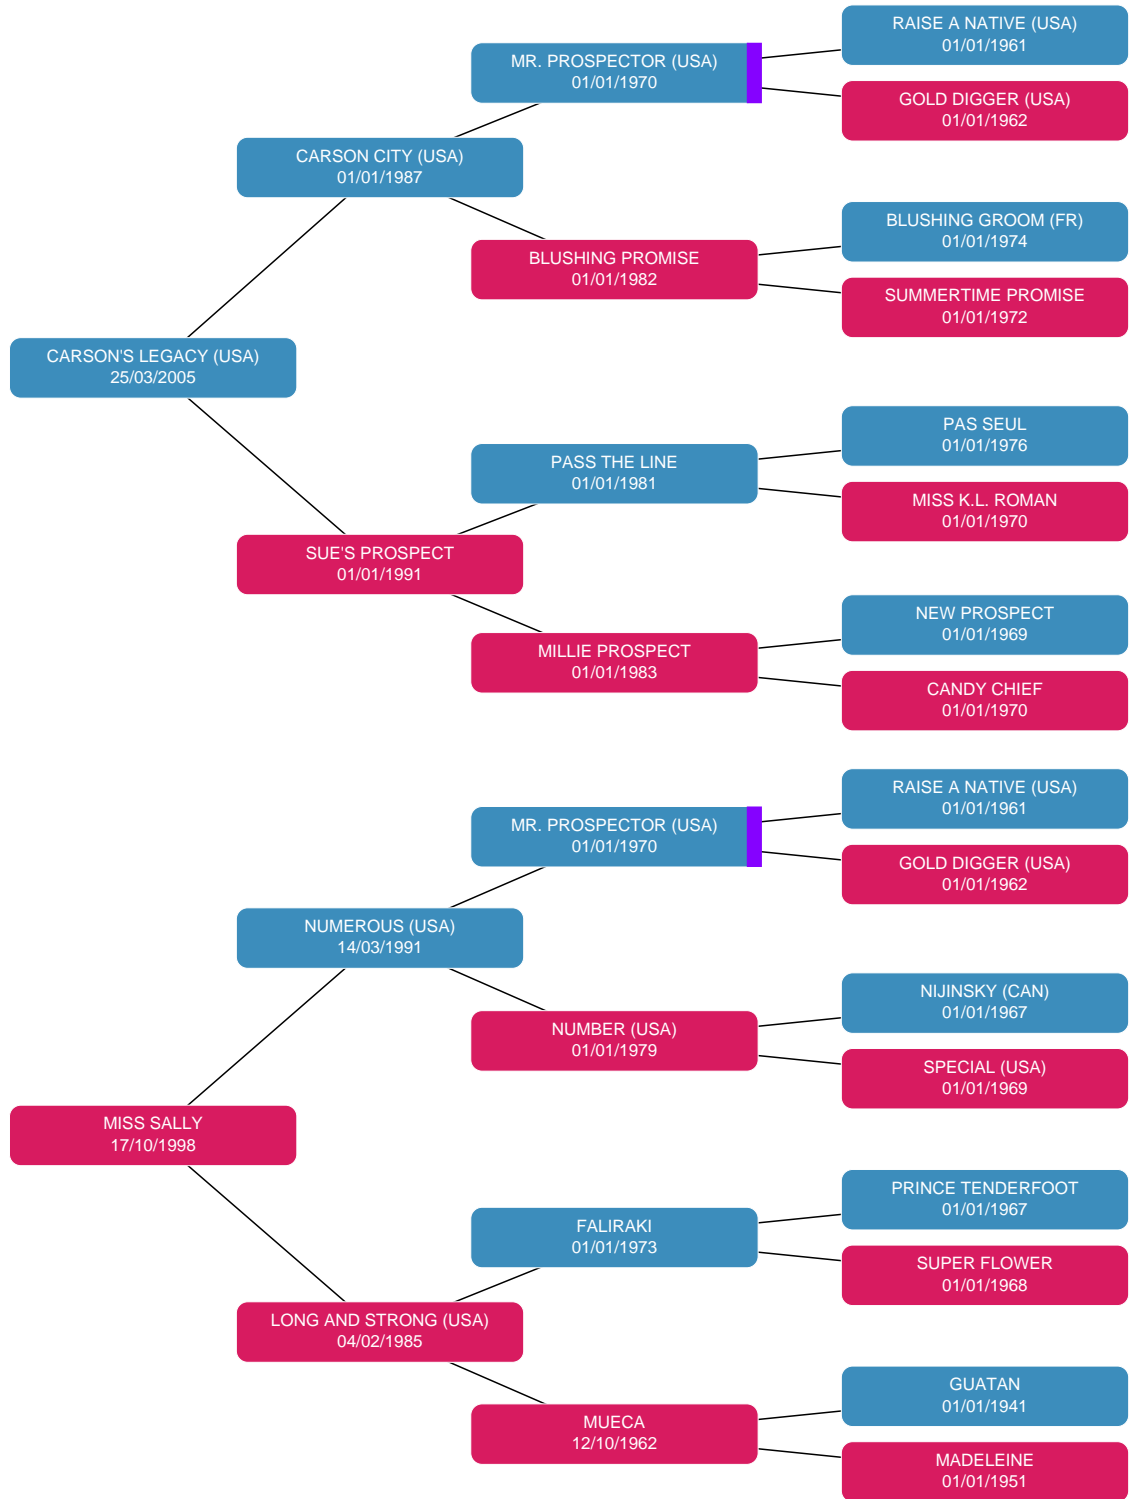 RAISE A NATIVE (USA)
01/01/1961
MR. PROSPECTOR (USA)
01/01/1970
GOLD DIGGER (USA)
01/01/1962
CARSON CITY (USA)
01/01/1987
BLUSHING GROOM (FR)
01/01/1974
BLUSHING PROMISE
01/01/1982
SUMMERTIME PROMISE
01/01/1972
CARSON'S LEGACY (USA)
25/03/2005
PAS SEUL
01/01/1976
PASS THE LINE
01/01/1981
MISS K.L. ROMAN
01/01/1970
SUE'S PROSPECT
01/01/1991
NEW PROSPECT
01/01/1969
MILLIE PROSPECT
01/01/1983
CANDY CHIEF
01/01/1970
RAISE A NATIVE (USA)
01/01/1961
MR. PROSPECTOR (USA)
01/01/1970
GOLD DIGGER (USA)
01/01/1962
NUMEROUS (USA)
14/03/1991
NIJINSKY (CAN)
01/01/1967
NUMBER (USA)
01/01/1979
SPECIAL (USA)
01/01/1969
MISS SALLY
17/10/1998
PRINCE TENDERFOOT
01/01/1967
FALIRAKI
01/01/1973
SUPER FLOWER
01/01/1968
LONG AND STRONG (USA)
04/02/1985
GUATAN
01/01/1941
MUECA
12/10/1962
MADELEINE
01/01/1951